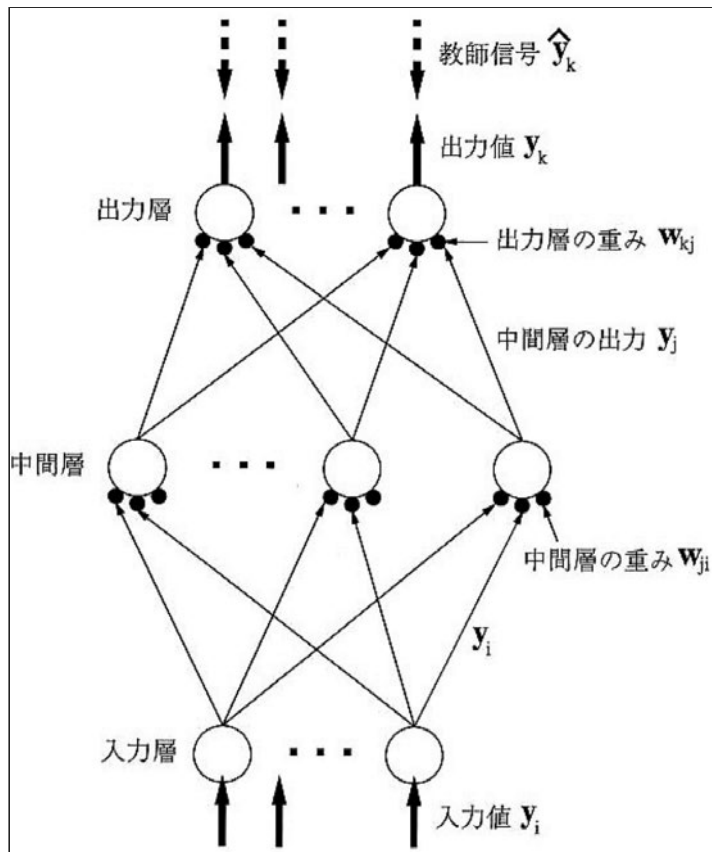 教師信号 ŷk
出力値 yk
出力層
出力層の重み wkj
中間層の出力 yj
中間層
中間層の重み wji
yi
入力層
入力値 yi